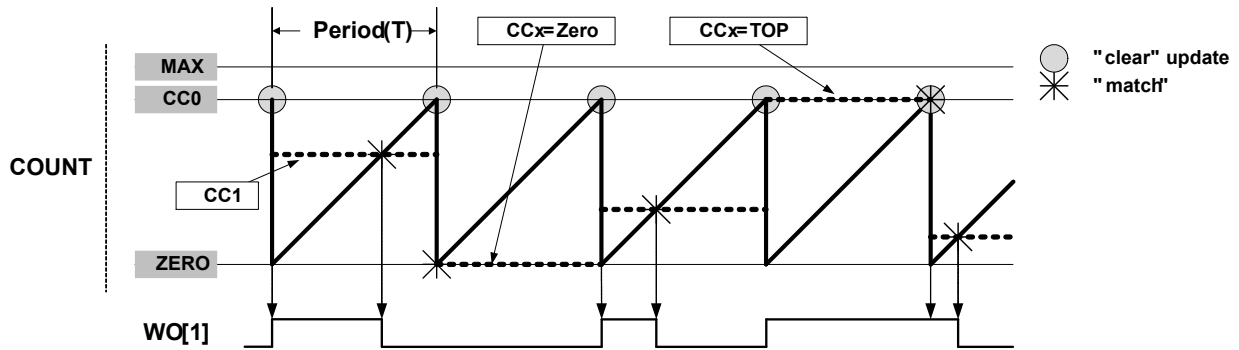 Period(T)
CCx=Zero
CCx=TOP
"clear" update
"match"
MAX
CC0
COUNT
CC1
ZERO
WO[1]